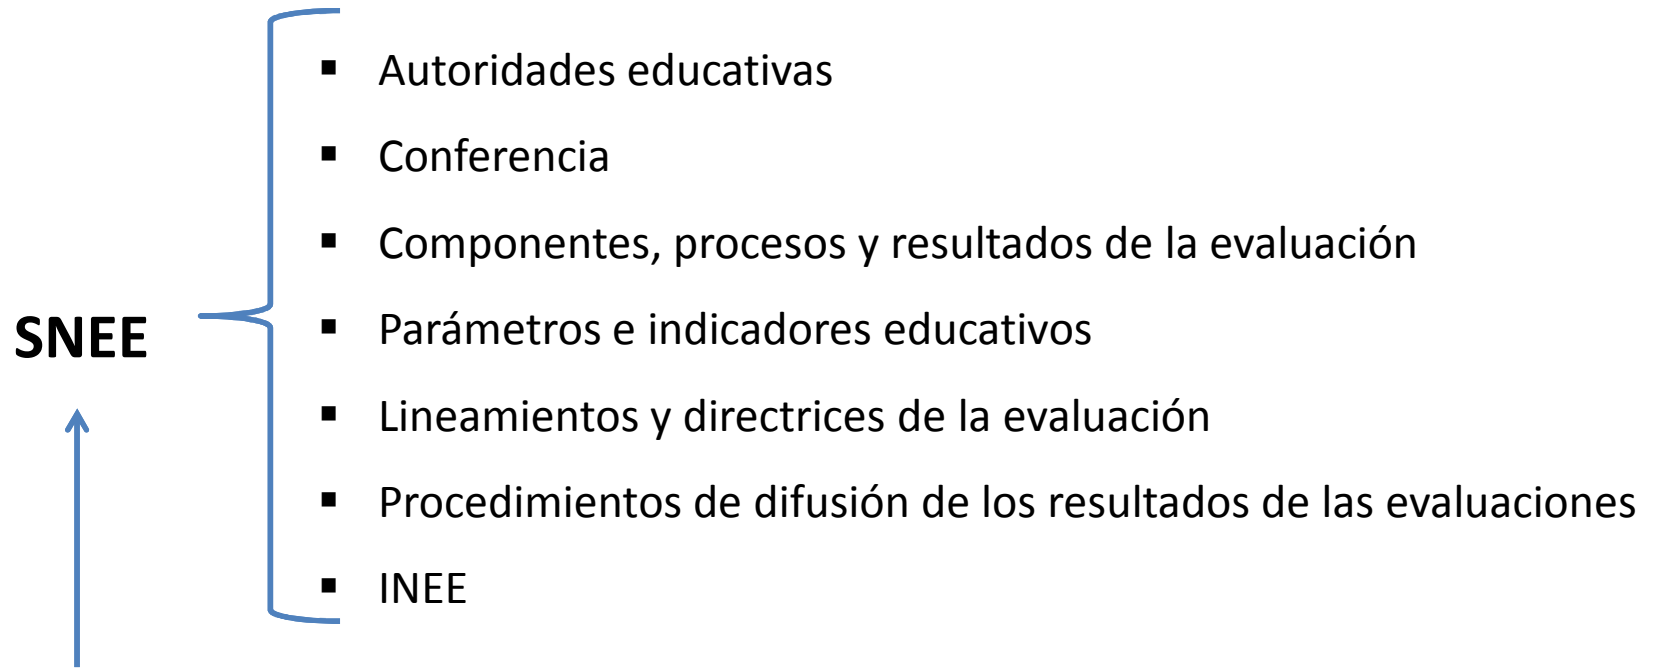 SNEE
▪ Autoridades educativas
▪ Conferencia
▪ Componentes, procesos y resultados de la evaluación
▪ Parámetros e indicadores educativos
▪ Lineamientos y directrices de la evaluación
▪ Procedimientos de difusión de los resultados de las evaluaciones
▪ INEE